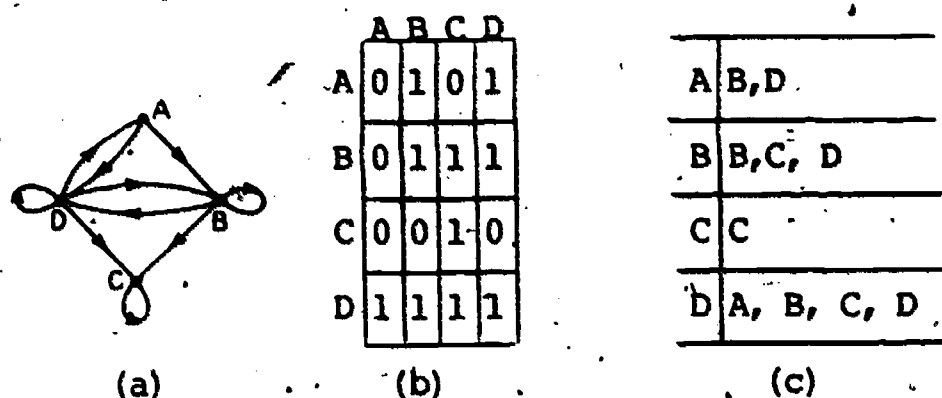 A
D
B
C
(a)
A B C D
A 0 1 0 1
B 0 1 1 1
C 0 0 1 0
D 1 1 1 1
(b)
A B,D
B B,C, D
C C
D A, B, C, D
(c)